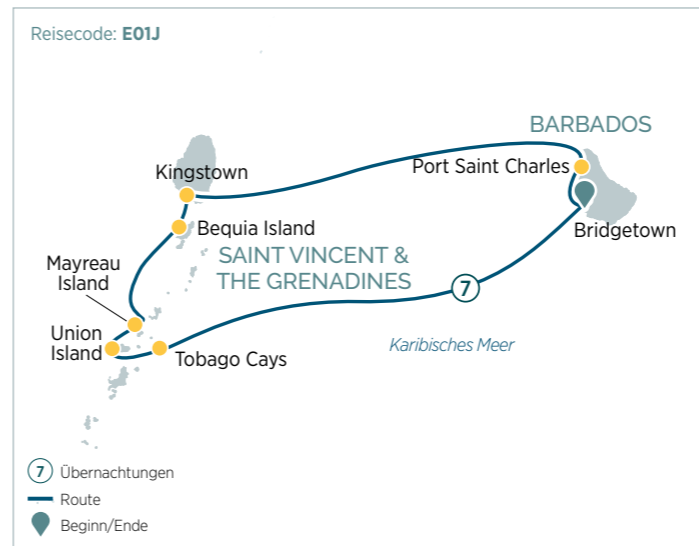 Reisecode: E01J
BARBADOS
Port Saint Charles
Kingstown
Bequia Island
Bridgetown
SAINT VINCENT &
THE GRENADINES
Mayreau
Island
7
Union
Island
Tobago Cays
Karibisches Meer
7 Übernachtungen
Route
Beginn/Ende